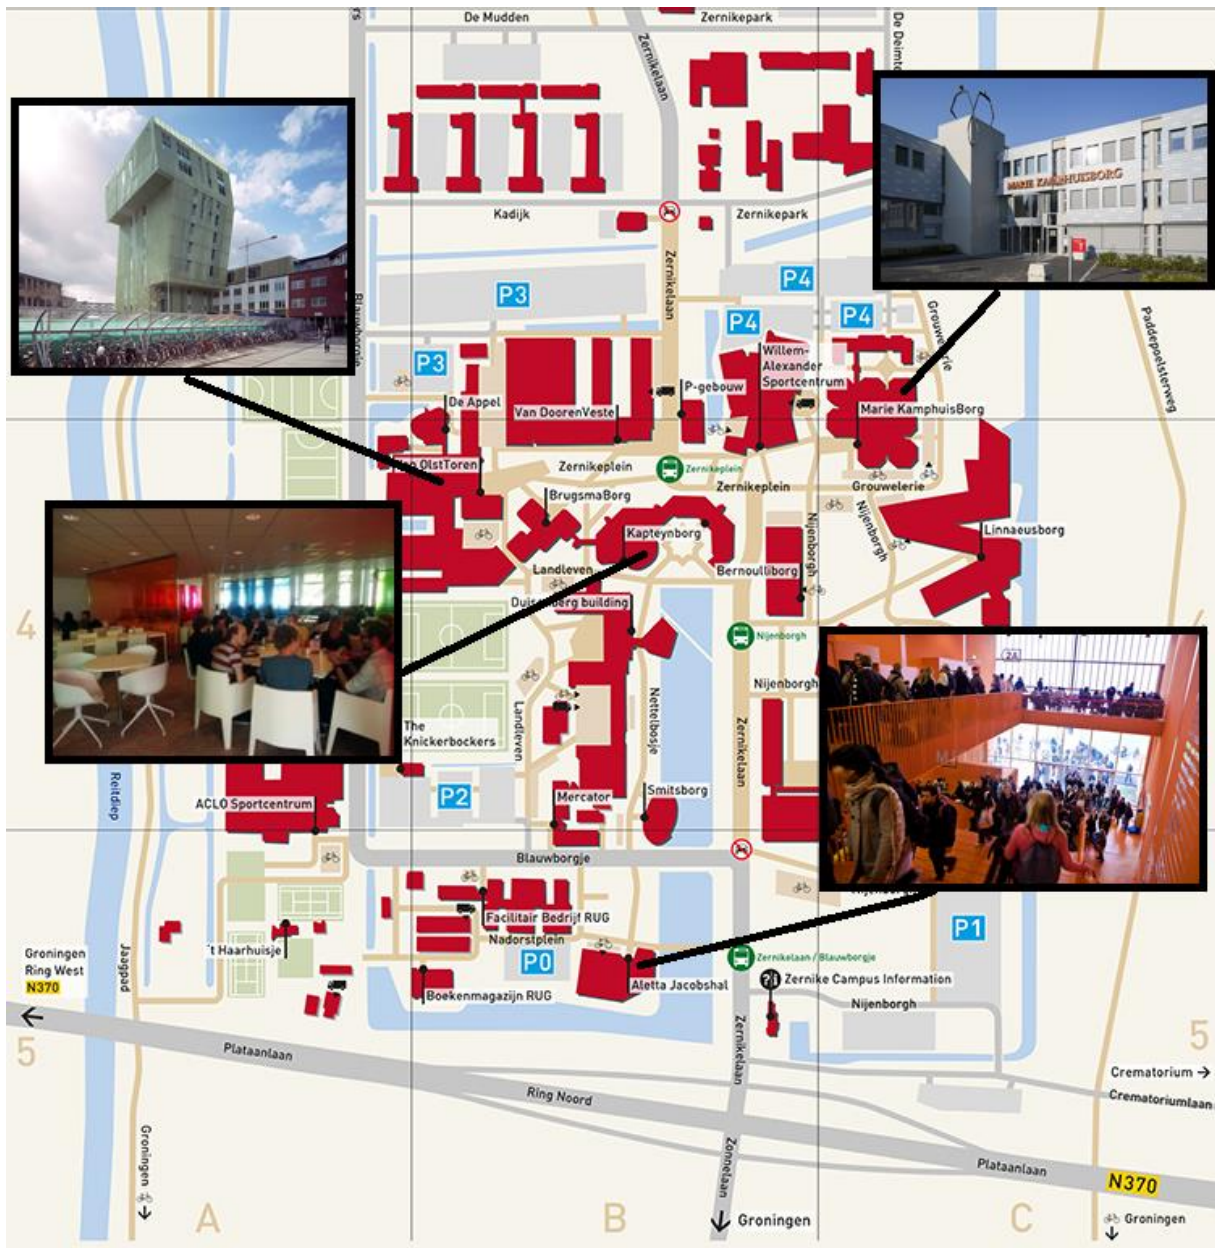 De Mudden
Zernikepark
Zernikelaan
Kadijk
Zernikepark
MARIE KAMPHUISBORG
P3
P4
P4
P4
P3
Zernikelaan
Grouwelerie
Paddepoelsterweg
Willem-
Alexander
Sportcentrum
P-gebouw
De Appel
Van DoorenVeste
Marie KamphuisBorg
OlstToren
Zernikeplein
Zernikeplein
Zernikeplein
Grouwelerie
BrugsmaBorg
Kapteynborg
Nijenborgh
Nijenborgh
Linnaeusborg
Landleven
Bernoulliborg
building
4
Nijenborgh
2A
Nijenborgh
Landleven
Nettelbosje
Zernikelaan
The
Knickerbockers
Reitdiep
P2
ACLO Sportcentrum
Mercator
Smitsborg
Blauwborgje
Facilitair Bedrijf RUG
Nadorstplein
P1
't Haarhuisje
P0
Zernikelaan / Blauwborgje
Groningen
Ring West
N370
Jaagpad
Boekenmagazijn RUG
Aletta Jacobshal
Zernike Campus Information
Nijenborgh
5
5
Plataanlaan
Zernikelaan
Crematorium →
Crematoriumlaan
Ring Noord
Groningen
Zonnelaan
Plataanlaan
N370
A
B
C
Groningen
Groningen